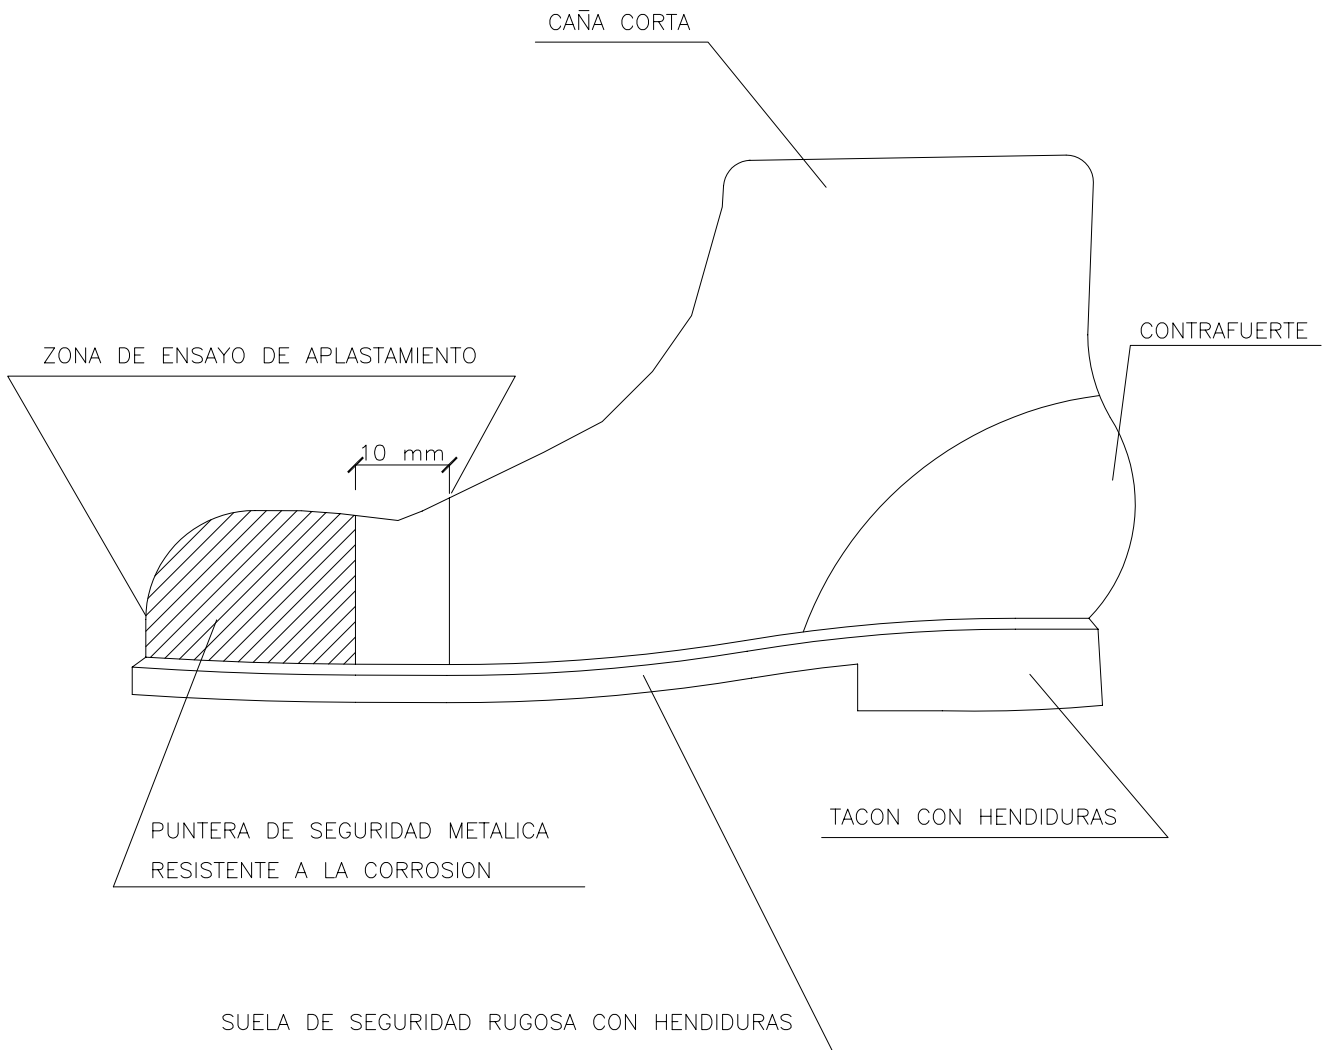 CAÑA CORTA
CONTRAFUERTE
ZONA DE ENSAYO DE APLASTAMIENTO
10 mm
TACON CON HENDIDURAS
PUNTERA DE SEGURIDAD METALICA
RESISTENTE A LA CORROSION
SUELA DE SEGURIDAD RUGOSA CON HENDIDURAS